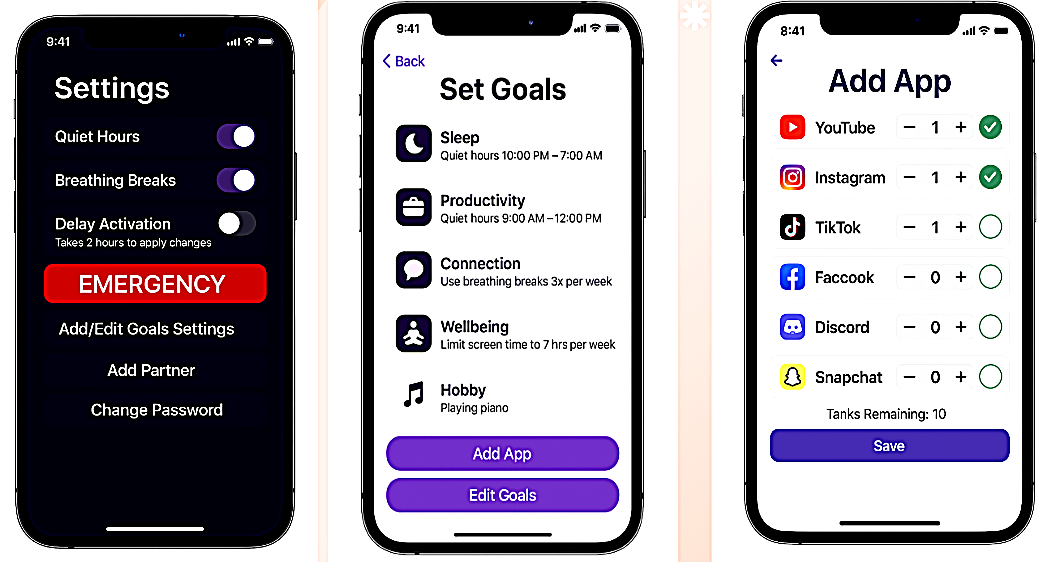 9:41
Settings
Quiet Hours
Breathing Breaks
Delay Activation
Takes 2 hours to apply changes
EMERGENCY
Add/Edit Goals Settings
Add Partner
Change Password
9:41
Back
Set Goals
Sleep
Quiet hours 10:00 PM – 7:00 AM
Productivity
Quiet hours 9:00 AM – 12:00 PM
Connection
Use breathing breaks 3x per week
Wellbeing
Limit screen time to 7 hrs per week
Hobby
Playing piano
Add App
Edit Goals
8:41
Add App
YouTube − 1 +
Instagram − 1 +
TikTok − 1 +
Faccook − 0 +
Discord − 0 +
Snapchat − 0 +
Tanks Remaining: 10
Save